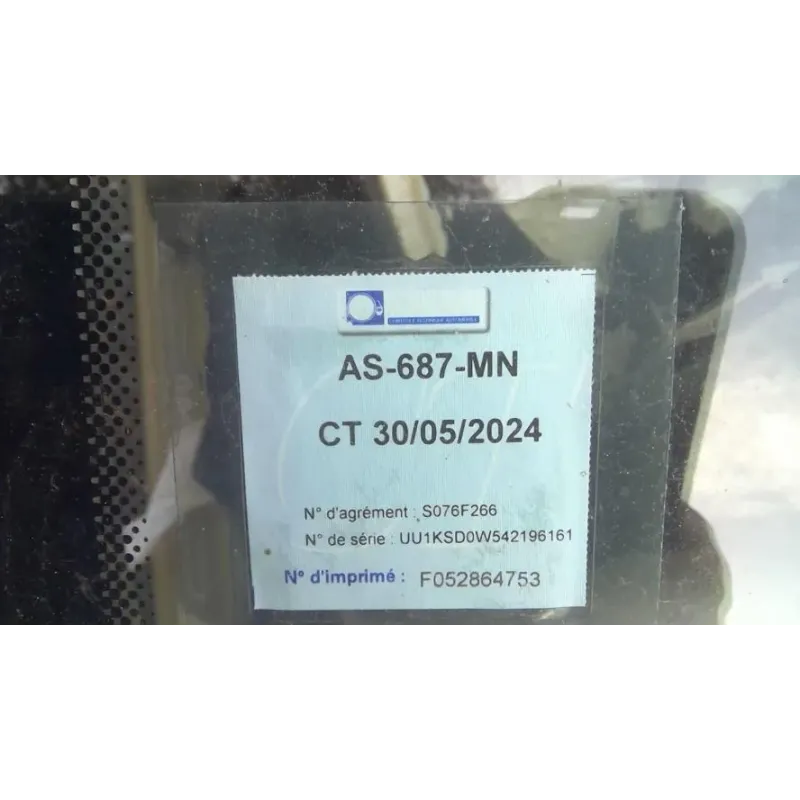 AS-687-MN
CT 30/05/2024
N° d'agrément : S076F266
N° de série : UU1KSD0W542196161
N° d'imprimé : F052864753